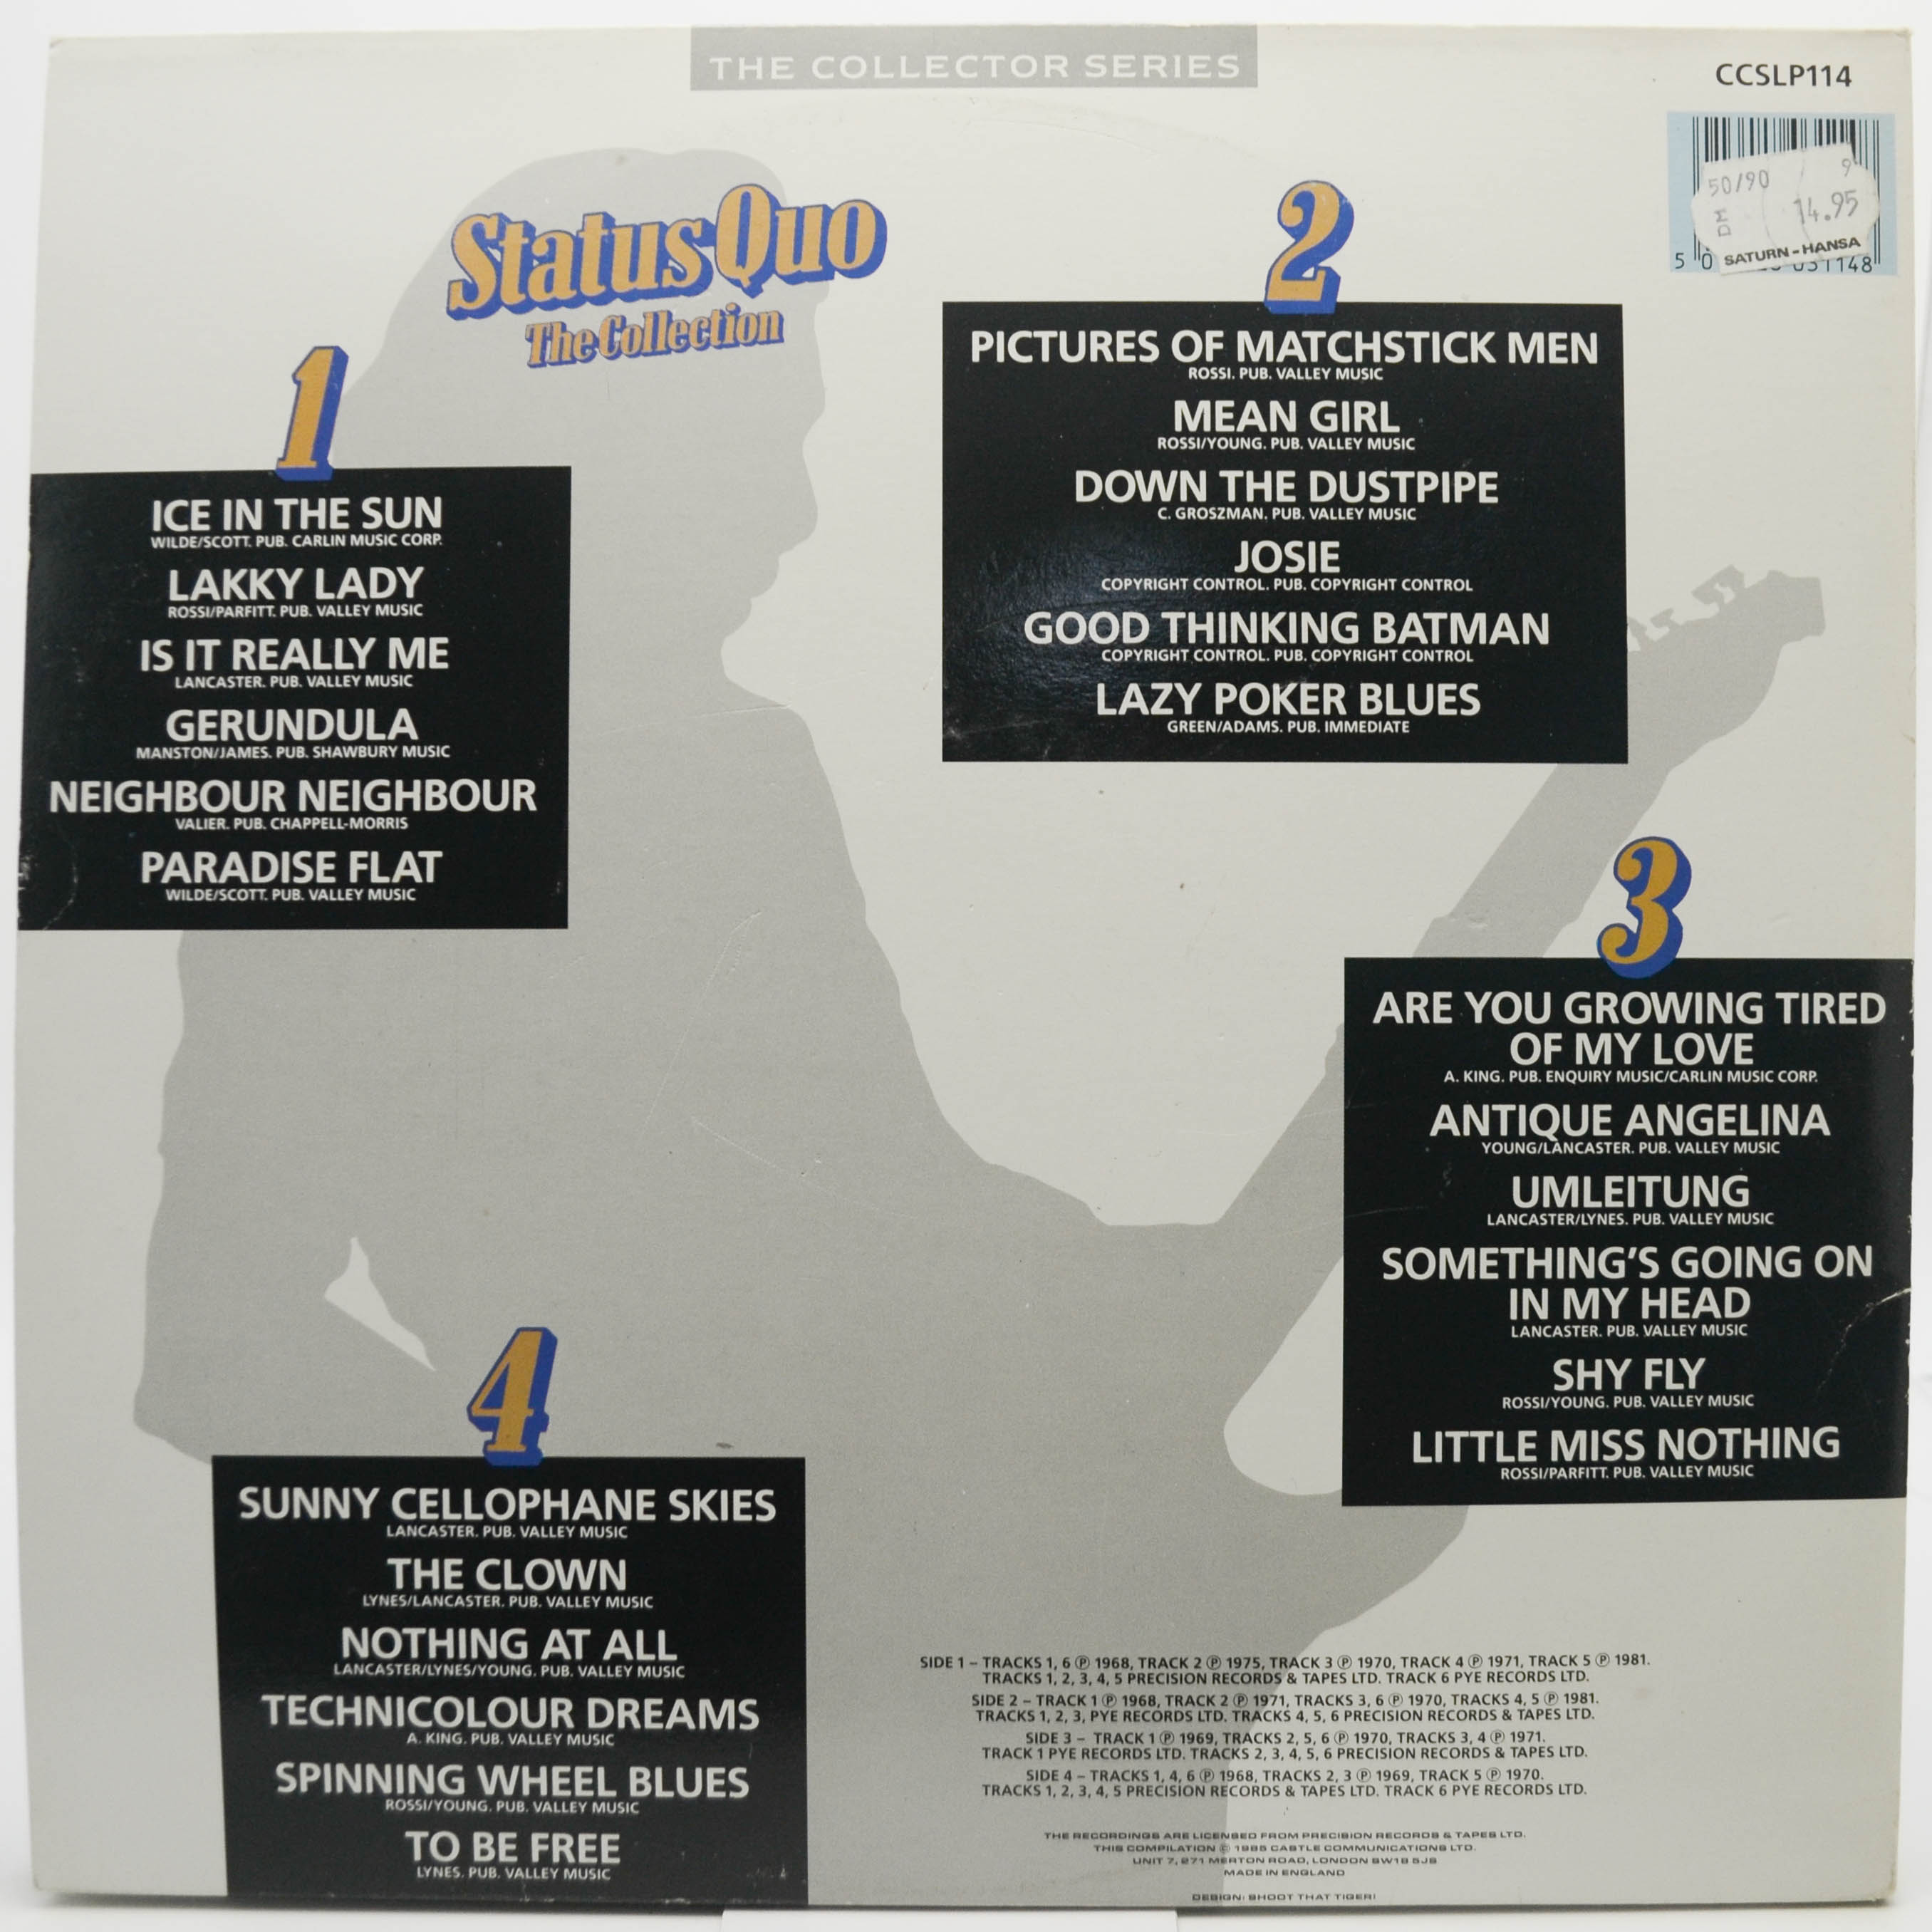 THE COLLECTOR SERIES
CCSLP114
50/90
9
DM
14.95
SATURN-HANSA
5 0
031148
Status Quo
The Collection
1
ICE IN THE SUN
WILDE/SCOTT. PUB. CARLIN MUSIC CORP.
LAKKY LADY
ROSSI/PARFITT. PUB. VALLEY MUSIC
IS IT REALLY ME
LANCASTER. PUB. VALLEY MUSIC
GERUNDULA
MANSTON/JAMES. PUB. SHAWBURY MUSIC
NEIGHBOUR NEIGHBOUR
VALIER. PUB. CHAPPELL-MORRIS
PARADISE FLAT
WILDE/SCOTT. PUB. VALLEY MUSIC
2
PICTURES OF MATCHSTICK MEN
ROSSI. PUB. VALLEY MUSIC
MEAN GIRL
ROSSI/YOUNG. PUB. VALLEY MUSIC
DOWN THE DUSTPIPE
C. GROSZMAN. PUB. VALLEY MUSIC
JOSIE
COPYRIGHT CONTROL. PUB. COPYRIGHT CONTROL
GOOD THINKING BATMAN
COPYRIGHT CONTROL. PUB. COPYRIGHT CONTROL
LAZY POKER BLUES
GREEN/ADAMS. PUB. IMMEDIATE
3
ARE YOU GROWING TIRED
OF MY LOVE
A. KING. PUB. ENQUIRY MUSIC/CARLIN MUSIC CORP.
ANTIQUE ANGELINA
YOUNG/LANCASTER. PUB. VALLEY MUSIC
UMLEITUNG
LANCASTER/LYNES. PUB. VALLEY MUSIC
SOMETHING'S GOING ON
IN MY HEAD
LANCASTER. PUB. VALLEY MUSIC
SHY FLY
ROSSI/YOUNG. PUB. VALLEY MUSIC
LITTLE MISS NOTHING
ROSSI/PARFITT. PUB. VALLEY MUSIC
4
SUNNY CELLOPHANE SKIES
LANCASTER. PUB. VALLEY MUSIC
THE CLOWN
LYNES/LANCASTER. PUB. VALLEY MUSIC
NOTHING AT ALL
LANCASTER/LYNES/YOUNG. PUB. VALLEY MUSIC
TECHNICOLOUR DREAMS
A. KING. PUB. VALLEY MUSIC
SPINNING WHEEL BLUES
ROSSI/YOUNG. PUB. VALLEY MUSIC
TO BE FREE
LYNES. PUB. VALLEY MUSIC
SIDE 1 – TRACKS 1, 6 ℗ 1968, TRACK 2 ℗ 1975, TRACK 3 ℗ 1970, TRACK 4 ℗ 1971, TRACK 5 ℗ 1981.
TRACKS 1, 2, 3, 4, 5 PRECISION RECORDS & TAPES LTD. TRACK 6 PYE RECORDS LTD.
SIDE 2 – TRACK 1 ℗ 1968, TRACK 2 ℗ 1971, TRACKS 3, 6 ℗ 1970, TRACKS 4, 5 ℗ 1981.
TRACKS 1, 2, 3, PYE RECORDS LTD. TRACKS 4, 5, 6 PRECISION RECORDS & TAPES LTD.
SIDE 3 – TRACK 1 ℗ 1969, TRACKS 2, 5, 6 ℗ 1970, TRACKS 3, 4 ℗ 1971.
TRACK 1 PYE RECORDS LTD. TRACKS 2, 3, 4, 5, 6 PRECISION RECORDS & TAPES LTD.
SIDE 4 – TRACKS 1, 4, 6 ℗ 1968, TRACKS 2, 3 ℗ 1969, TRACK 5 ℗ 1970.
TRACKS 1, 2, 3, 4, 5 PRECISION RECORDS & TAPES LTD. TRACK 6 PYE RECORDS LTD.
THE RECORDINGS ARE LICENSED FROM PRECISION RECORDS & TAPES LTD.
THIS COMPILATION © 1985 CASTLE COMMUNICATIONS LTD.
UNIT 7, 271 MERTON ROAD, LONDON SW18 5JS
MADE IN ENGLAND
DESIGN: SHOOT THAT TIGER!